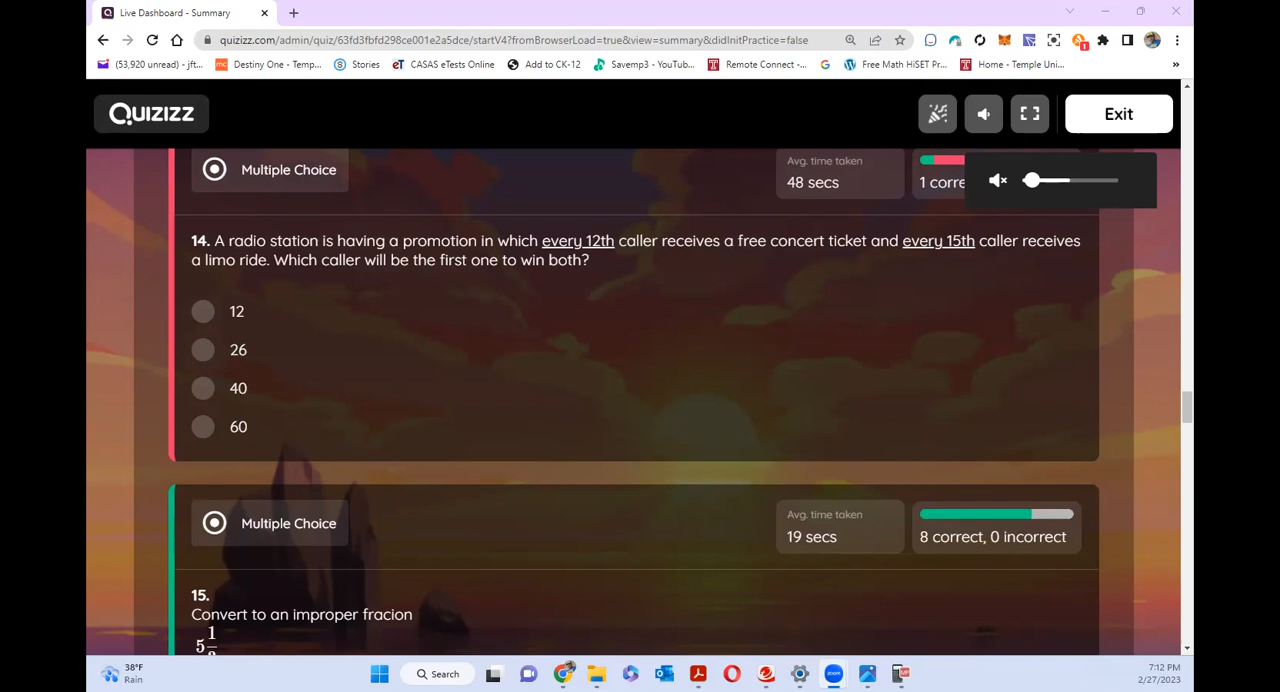 Live Dashboard - Summary
quizizz.com/admin/quiz/63fd3fbfd298ce001e2a5dce/startV4?fromBrowserLoad=true&view=summary&didInitPractice=false
1
(53,920 unread) - jft...
mc Destiny One - Temp...
Stories
eT CASAS eTests Online
Add to CK-12
Savemp3 - YouTub...
Remote Connect -...
Free Math HiSET Pr...
Home - Temple Uni...
»
QUIZIZZ
Exit
Multiple Choice
Avg. time taken
48 secs
1 corre
14. A radio station is having a promotion in which every 12th caller receives a free concert ticket and every 15th caller receives
a limo ride. Which caller will be the first one to win both?
12
26
40
60
Multiple Choice
Avg. time taken
19 secs
8 correct, 0 incorrect
15.
Convert to an improper fracion
5 1
38°F
Rain
Search
zoom
7:12 PM
2/27/2023